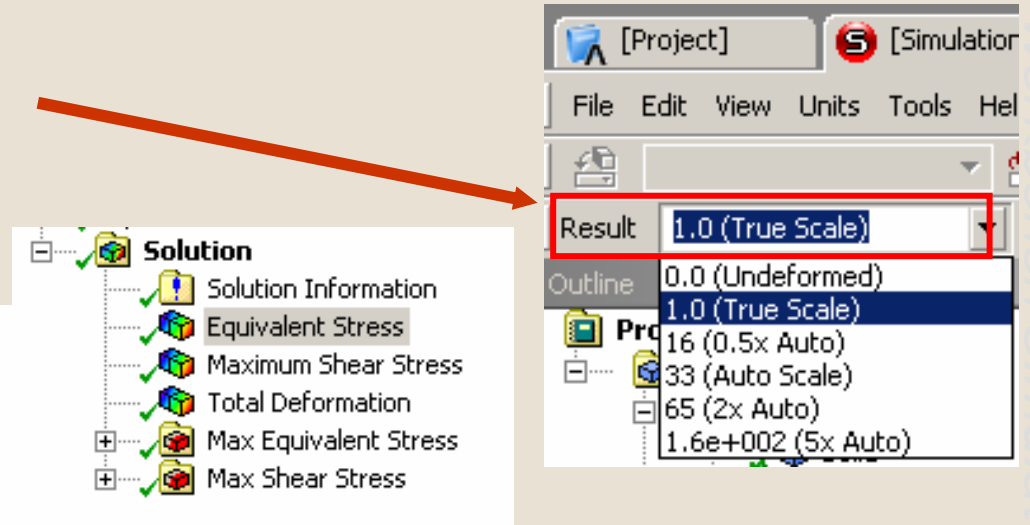 [Project] [Simulation
File Edit View Units Tools Hel
Result 1.0 (True Scale)
Outline
0.0 (Undeformed)
1.0 (True Scale)
16 (0.5x Auto)
33 (Auto Scale)
65 (2x Auto)
1.6e+002 (5x Auto)
Pro
Solution
Solution Information
Equivalent Stress
Maximum Shear Stress
Total Deformation
Max Equivalent Stress
Max Shear Stress